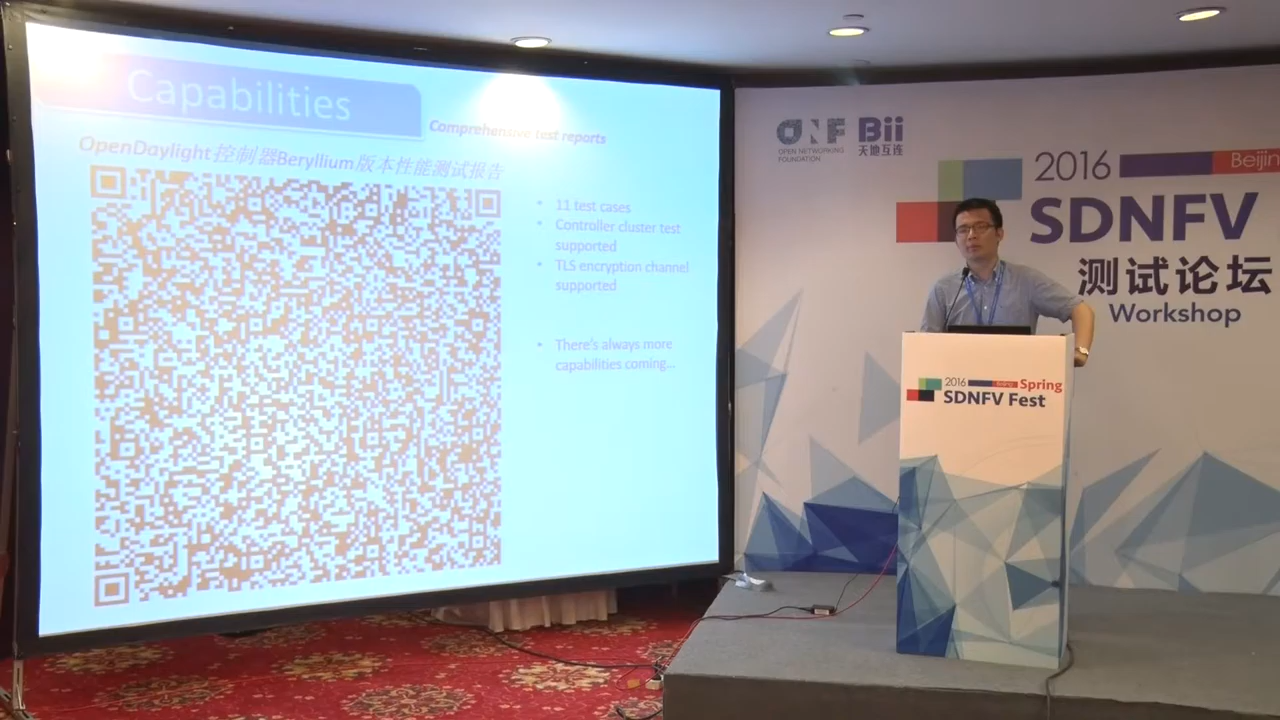 Capabilities
Comprehensive test reports
OpenDaylight控制器Beryllium版本性能测试报告
• 11 test cases
• Controller cluster test
supported
• TLS encryption channel
supported
• There's always more
capabilities coming...
ONF
OPEN NETWORKING
FOUNDATION
Bii
天地互连
2016
Beijin
SDNFV
测试论坛
Workshop
2016
Spring
SDNFV Fest